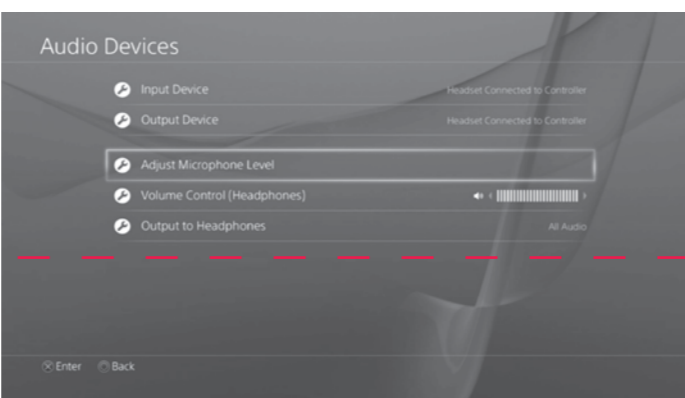 Audio Devices
Input Device Headset Connected to Controller
Output Device Headset Connected to Controller
Adjust Microphone Level
Volume Control (Headphones)
Output to Headphones All Audio
Enter Back